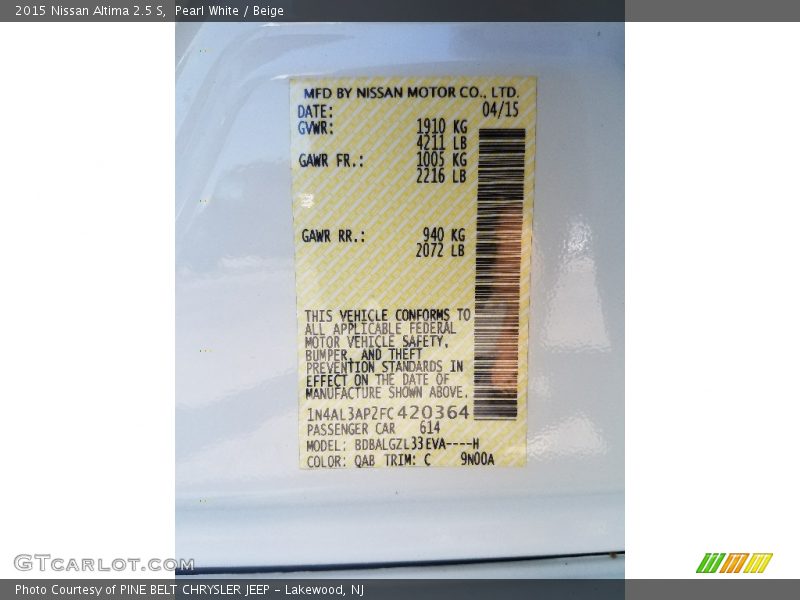 2015 Nissan Altima 2.5 S, Pearl White / Beige
MFD BY NISSAN MOTOR CO., LTD.
DATE: 04/15
GVWR: 1910 KG
4211 LB
GAWR FR.: 1005 KG
2216 LB
GAWR RR.: 940 KG
2072 LB
THIS VEHICLE CONFORMS TO
ALL APPLICABLE FEDERAL
MOTOR VEHICLE SAFETY,
BUMPER, AND THEFT
PREVENTION STANDARDS IN
EFFECT ON THE DATE OF
MANUFACTURE SHOWN ABOVE.
1N4AL3AP2FC420364
PASSENGER CAR 614
MODEL: BDBALGZL33EVA----H
COLOR: QAB TRIM: C 9N00A
GTcarlot.com
Photo Courtesy of PINE BELT CHRYSLER JEEP - Lakewood, NJ